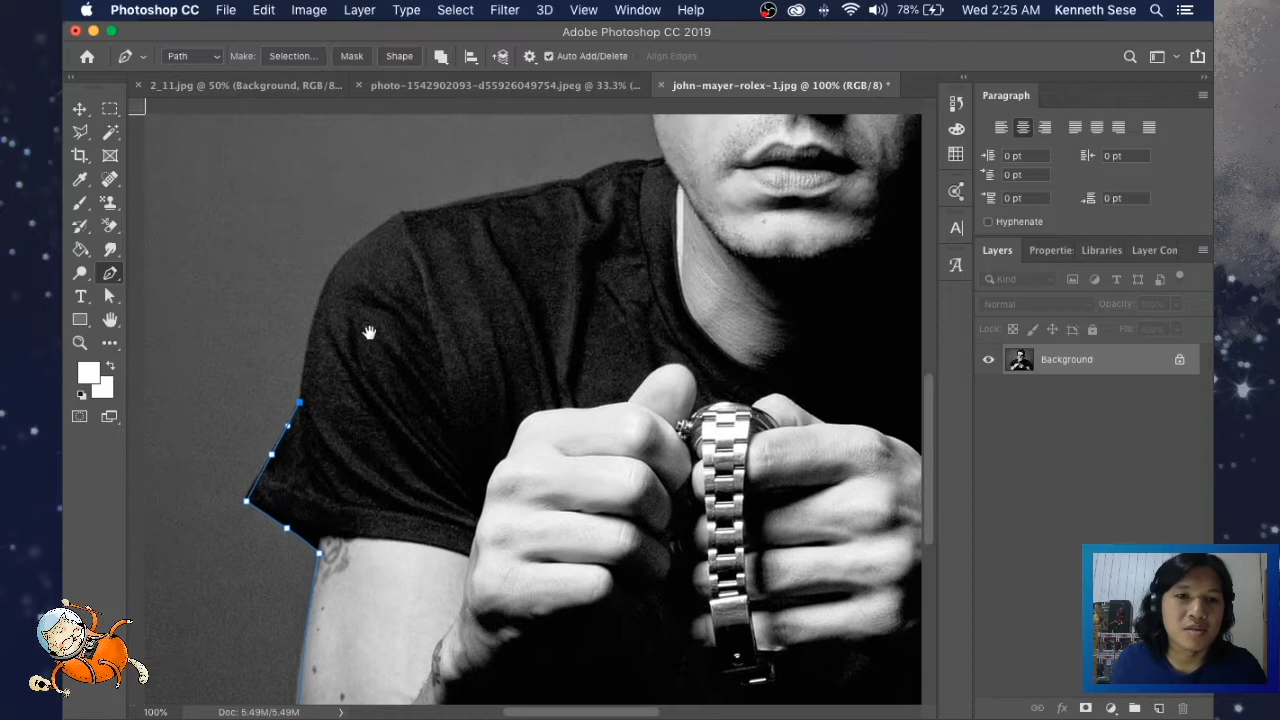 Photoshop CC File Edit Image Layer Type Select Filter 3D View Window Help 78% Wed 2:25 AM Kenneth Sese
Adobe Photoshop CC 2019
Path Make: Selection... Mask Shape Auto Add/Delete Align Edges
2_11.jpg @ 50% (Background, RGB/8... photo-1542902093-d55926049754.jpeg @ 33.3% (... john-mayer-rolex-1.jpg @ 100% (RGB/8) *
Paragraph
0 pt 0 pt
0 pt
0 pt 0 pt
Hyphenate
Layers Propertie Libraries Layer Con
Kind
Normal Opacity: 100%
Lock: Fill: 100%
Background
100% Doc: 5.49M/5.49M